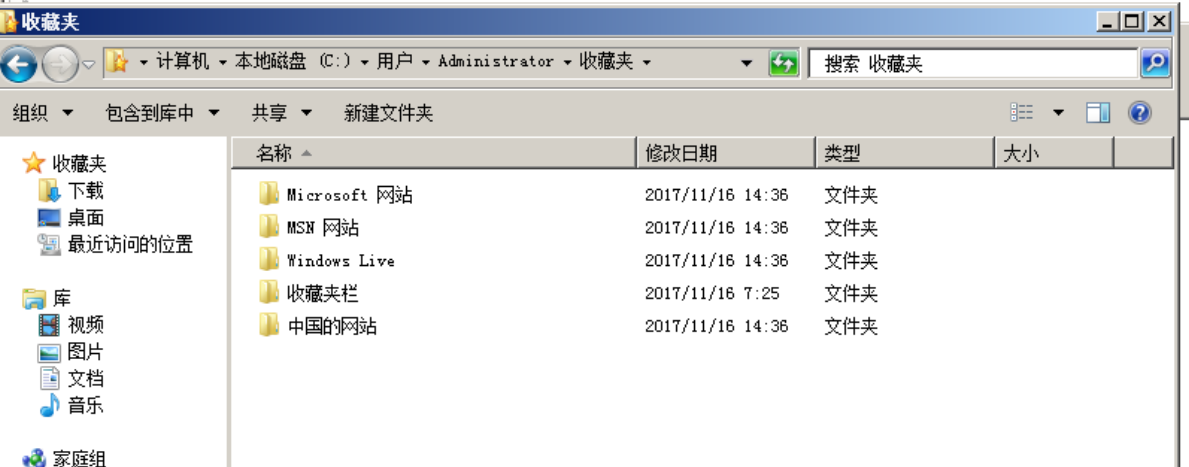 收藏夹
计算机 本地磁盘 (C:) 用户 Administrator 收藏夹 搜索 收藏夹
组织 包含到库中 共享 新建文件夹
收藏夹
下载
桌面
最近访问的位置
库
视频
图片
文档
音乐
家庭组
名称 修改日期 类型 大小
Microsoft 网站 2017/11/16 14:36 文件夹
MSN 网站 2017/11/16 14:36 文件夹
Windows Live 2017/11/16 14:36 文件夹
收藏夹栏 2017/11/16 7:25 文件夹
中国的网站 2017/11/16 14:36 文件夹